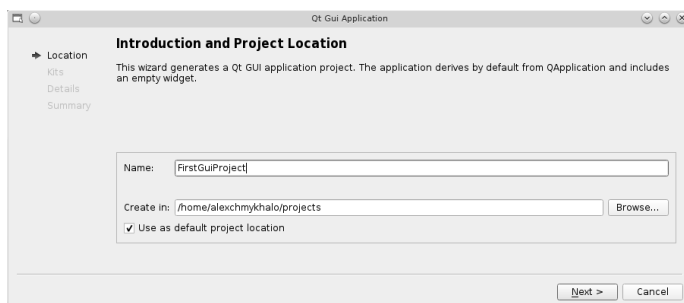 Qt Gui Application
Location
Kits
Details
Summary
Introduction and Project Location
This wizard generates a Qt GUI application project. The application derives by default from QApplication and includes
an empty widget.
Name: FirstGuiProject
Create in: /home/alexchmykhalo/projects Browse...
Use as default project location
Next > Cancel